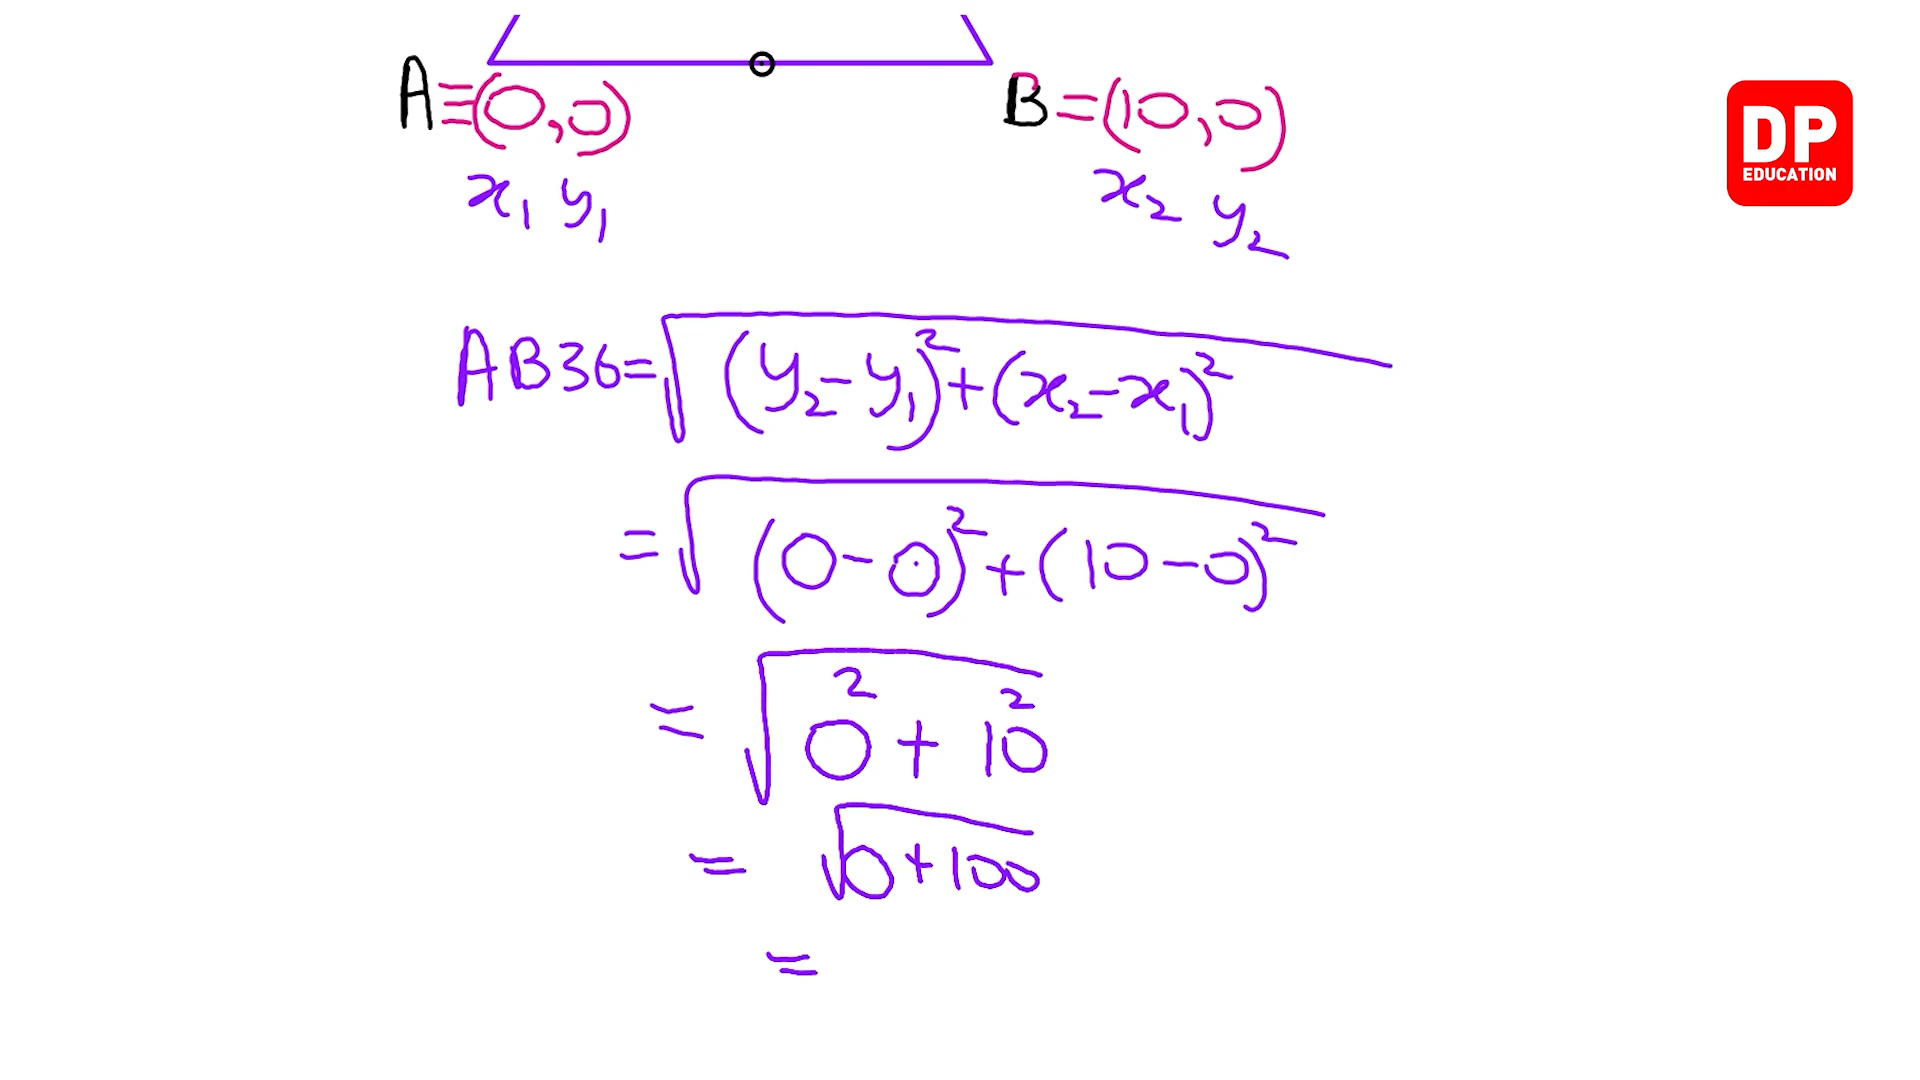 A≡(0,0) B=(10,0)
x₁ y₁ x₂ y₂
DP
EDUCATION
AB36=√(y₂-y₁)²+(x₂-x₁)²
=√(0-0)²+(10-0)²
=√0²+10²
=√0+100
=